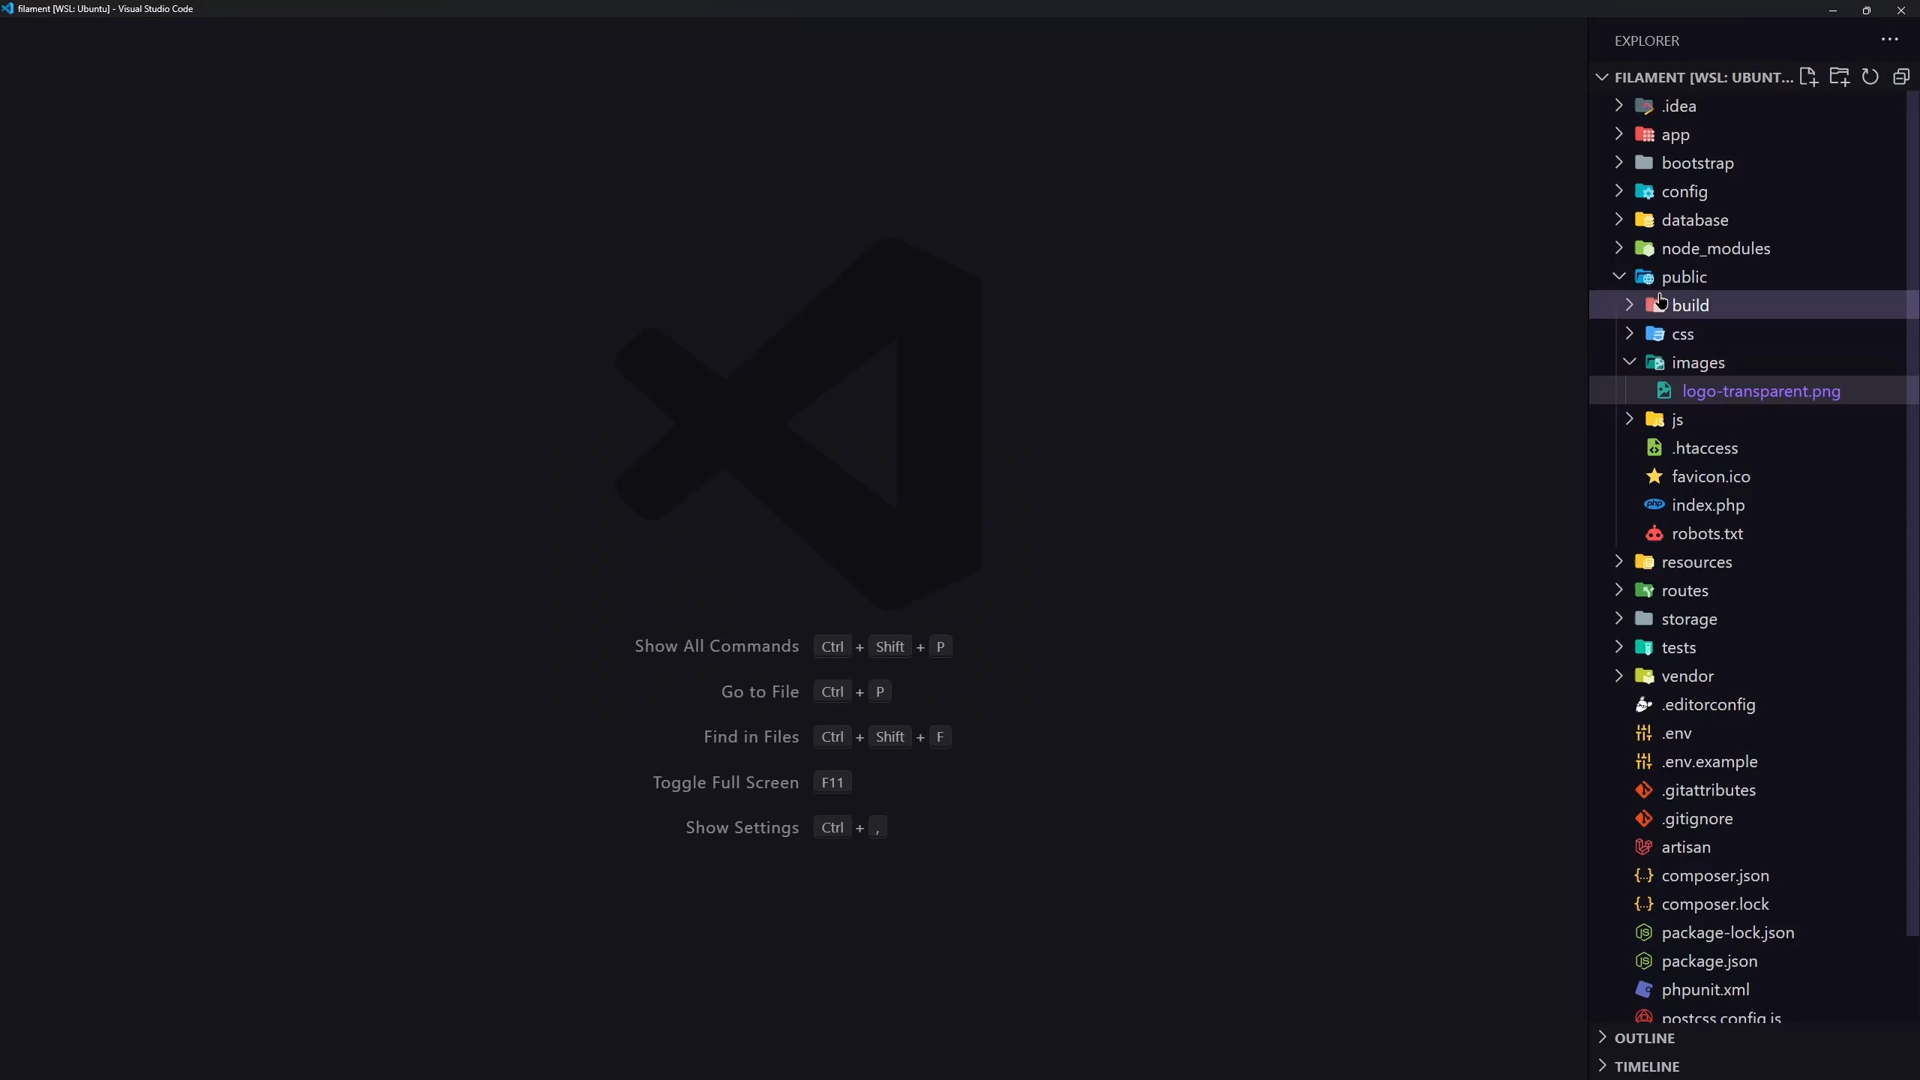 filament [WSL: Ubuntu] - Visual Studio Code
EXPLORER
FILAMENT [WSL: UBUNT...
.idea
app
bootstrap
config
database
node_modules
public
build
css
images
logo-transparent.png
js
.htaccess
favicon.ico
index.php
robots.txt
resources
routes
storage
tests
vendor
.editorconfig
.env
.env.example
.gitattributes
.gitignore
artisan
composer.json
composer.lock
package-lock.json
package.json
phpunit.xml
postcss.config.js
OUTLINE
TIMELINE
Show All Commands Ctrl + Shift + P
Go to File Ctrl + P
Find in Files Ctrl + Shift + F
Toggle Full Screen F11
Show Settings Ctrl + ,